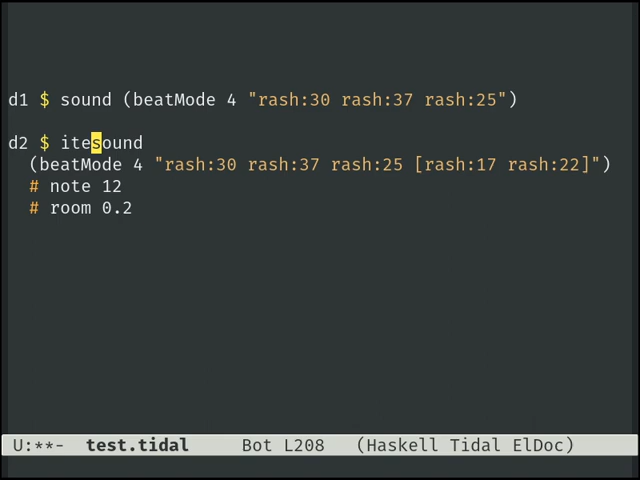 d1 $ sound (beatMode 4 "rash:30 rash:37 rash:25")
d2 $ itesound
(beatMode 4 "rash:30 rash:37 rash:25 [rash:17 rash:22]")
# note 12
# room 0.2
U:**- test.tidal Bot L208 (Haskell Tidal ElDoc)